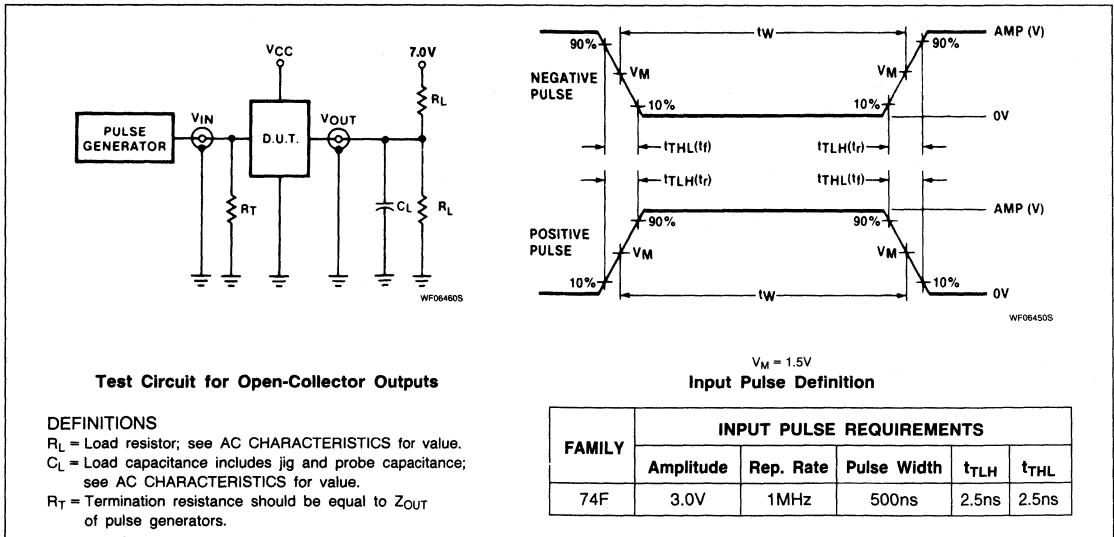 VCC
7.0V
RL
VIN
VOUT
PULSE
GENERATOR
D.U.T.
RT
CL
RL
WF06460S
Test Circuit for Open-Collector Outputs
DEFINITIONS
RL = Load resistor; see AC CHARACTERISTICS for value.
CL = Load capacitance includes jig and probe capacitance;
see AC CHARACTERISTICS for value.
RT = Termination resistance should be equal to ZOUT
of pulse generators.
90%
tW
90%
AMP (V)
NEGATIVE
PULSE
VM
VM
10%
10%
0V
tTHL(tf)
tTLH(tr)
tTLH(tr)
tTHL(tf)
AMP (V)
90%
90%
POSITIVE
PULSE
VM
VM
10%
10%
tW
0V
WF06450S
VM = 1.5V
Input Pulse Definition
FAMILY
INPUT PULSE REQUIREMENTS
Amplitude Rep. Rate Pulse Width tTLH tTHL
74F 3.0V 1MHz 500ns 2.5ns 2.5ns